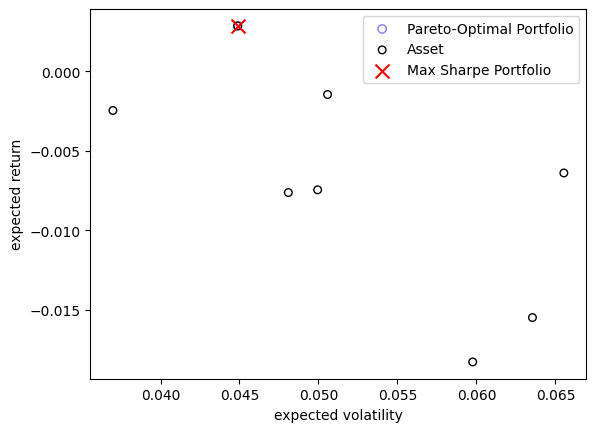 Pareto-Optimal Portfolio
Asset
Max Sharpe Portfolio
0.000
−0.005
−0.010
−0.015
expected return
0.040 0.045 0.050 0.055 0.060 0.065
expected volatility